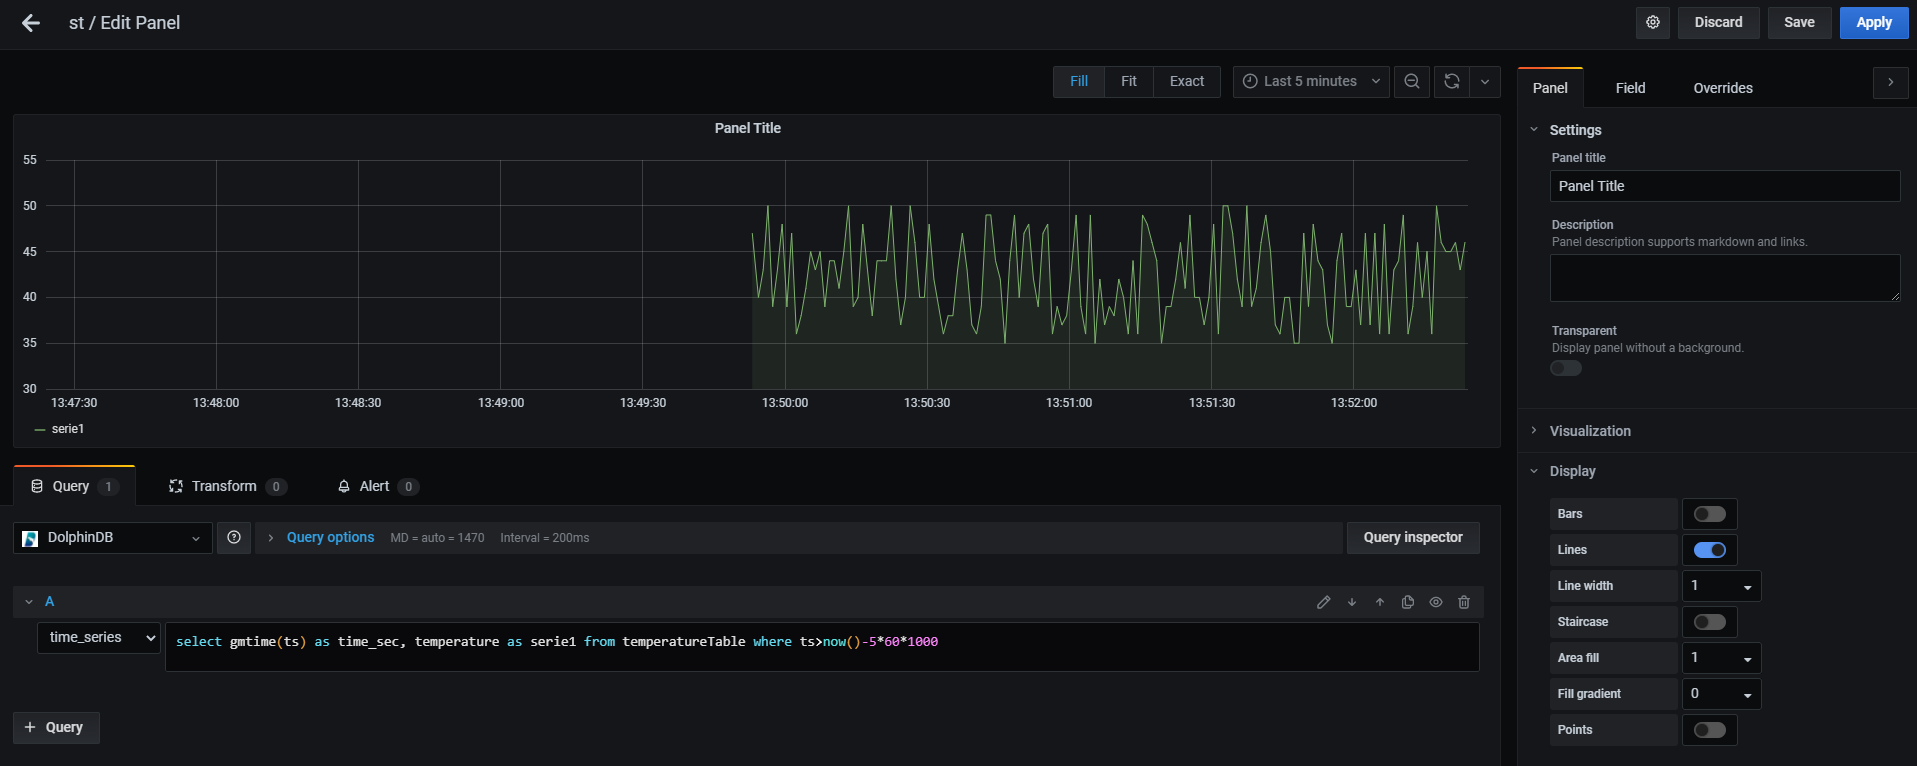 st / Edit Panel
Discard
Save
Apply
Fill
Fit
Exact
Last 5 minutes
Panel Title
55
50
45
40
35
30
13:47:30
13:48:00
13:48:30
13:49:00
13:49:30
13:50:00
13:50:30
13:51:00
13:51:30
13:52:00
serie1
Query 1
Transform 0
Alert 0
DolphinDB
Query options
MD = auto = 1470
Interval = 200ms
Query inspector
A
time_series
select gmtime(ts) as time_sec, temperature as serie1 from temperatureTable where ts>now()-5*60*1000
+ Query
Panel
Field
Overrides
Settings
Panel title
Panel Title
Description
Panel description supports markdown and links.
Transparent
Display panel without a background.
Visualization
Display
Bars
Lines
Line width 1
Staircase
Area fill 1
Fill gradient 0
Points